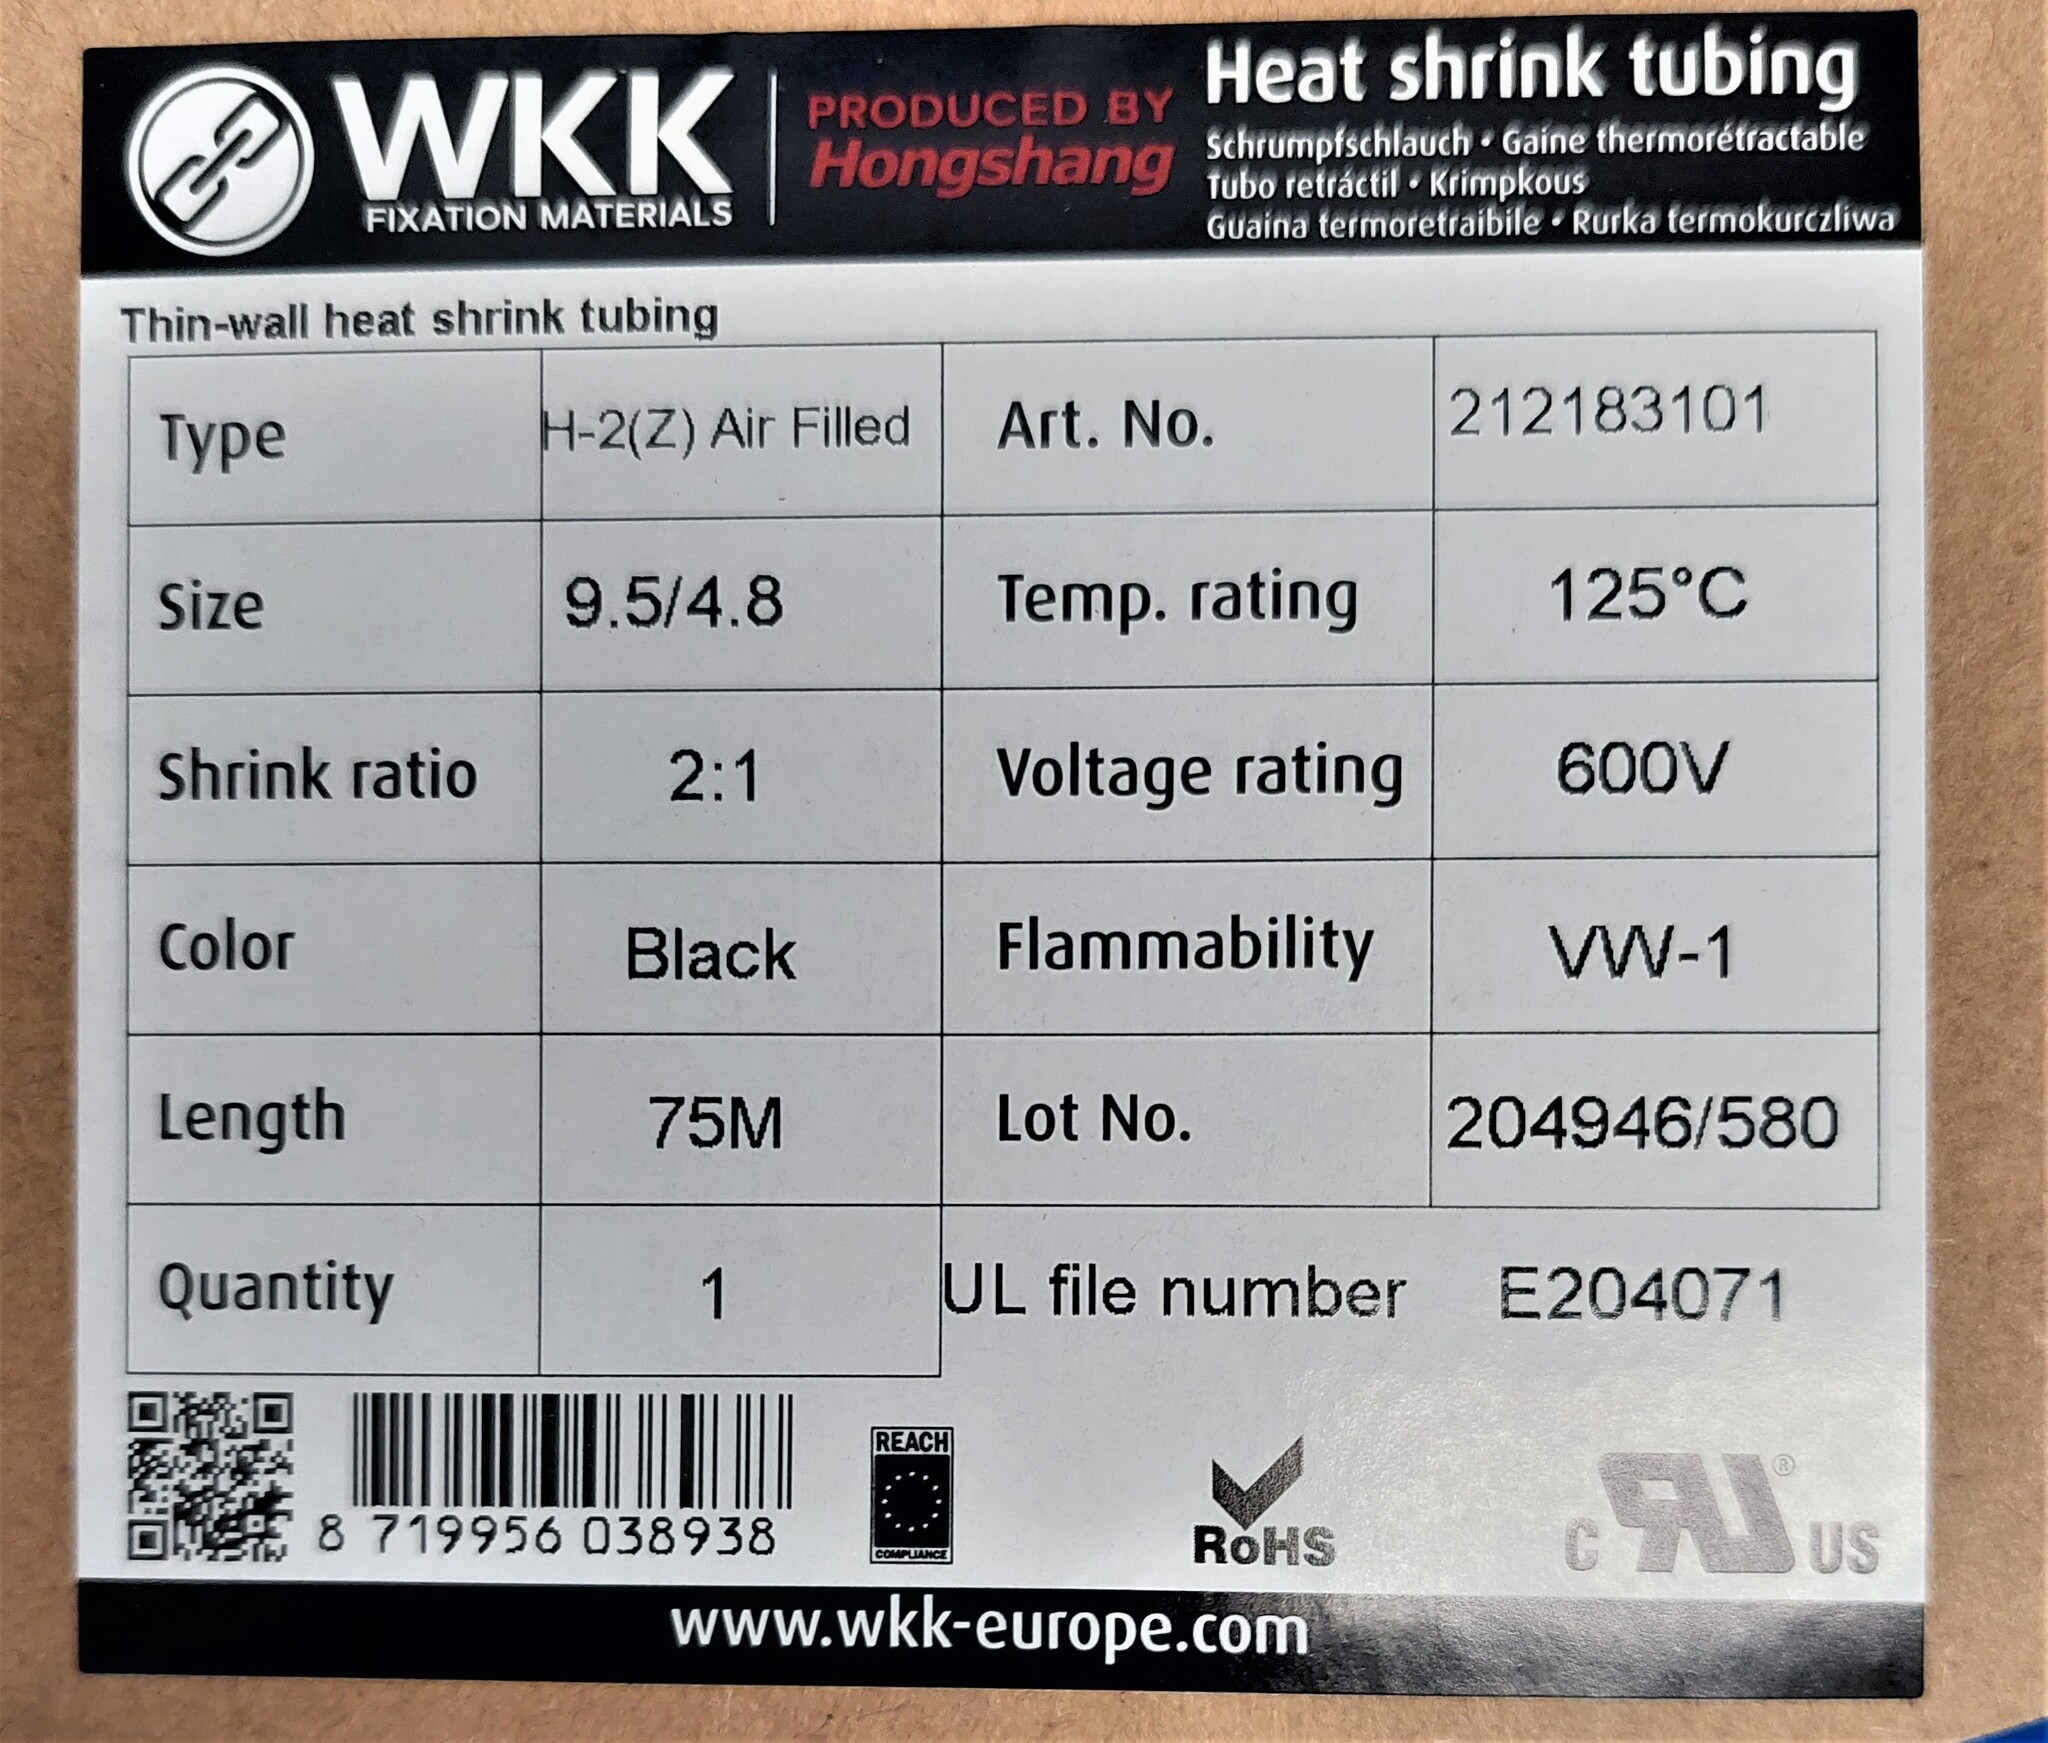 WKK
FIXATION MATERIALS
PRODUCED BY
Hongshang
Heat shrink tubing
Schrumpfschlauch • Gaine thermorétractable
Tubo retráctil • Krimpkous
Guaina termoretraibile • Rurka termokurczliwa
Thin-wall heat shrink tubing
Type H-2(Z) Air Filled Art. No. 212183101
Size 9.5/4.8 Temp. rating 125°C
Shrink ratio 2:1 Voltage rating 600V
Color Black Flammability VW-1
Length 75M Lot No. 204946/580
Quantity 1 UL file number E204071
8 719956 038938
REACH
COMPLIANCE
RoHS
C RU ® US
www.wkk-europe.com